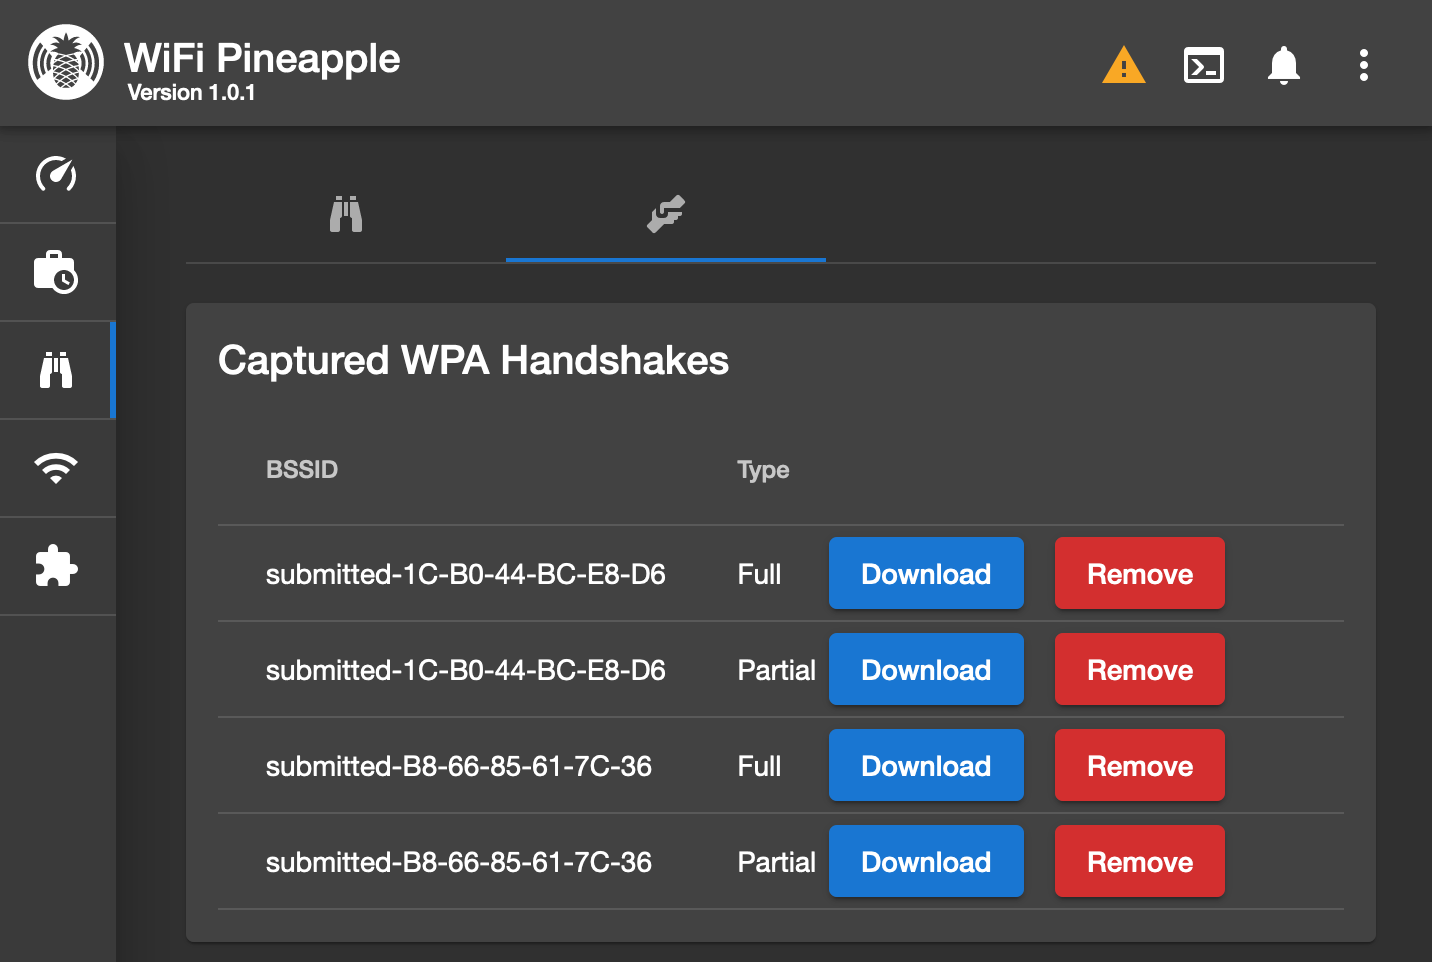 WiFi Pineapple
Version 1.0.1
Captured WPA Handshakes
BSSID Type
submitted-1C-B0-44-BC-E8-D6 Full Download Remove
submitted-1C-B0-44-BC-E8-D6 Partial Download Remove
submitted-B8-66-85-61-7C-36 Full Download Remove
submitted-B8-66-85-61-7C-36 Partial Download Remove